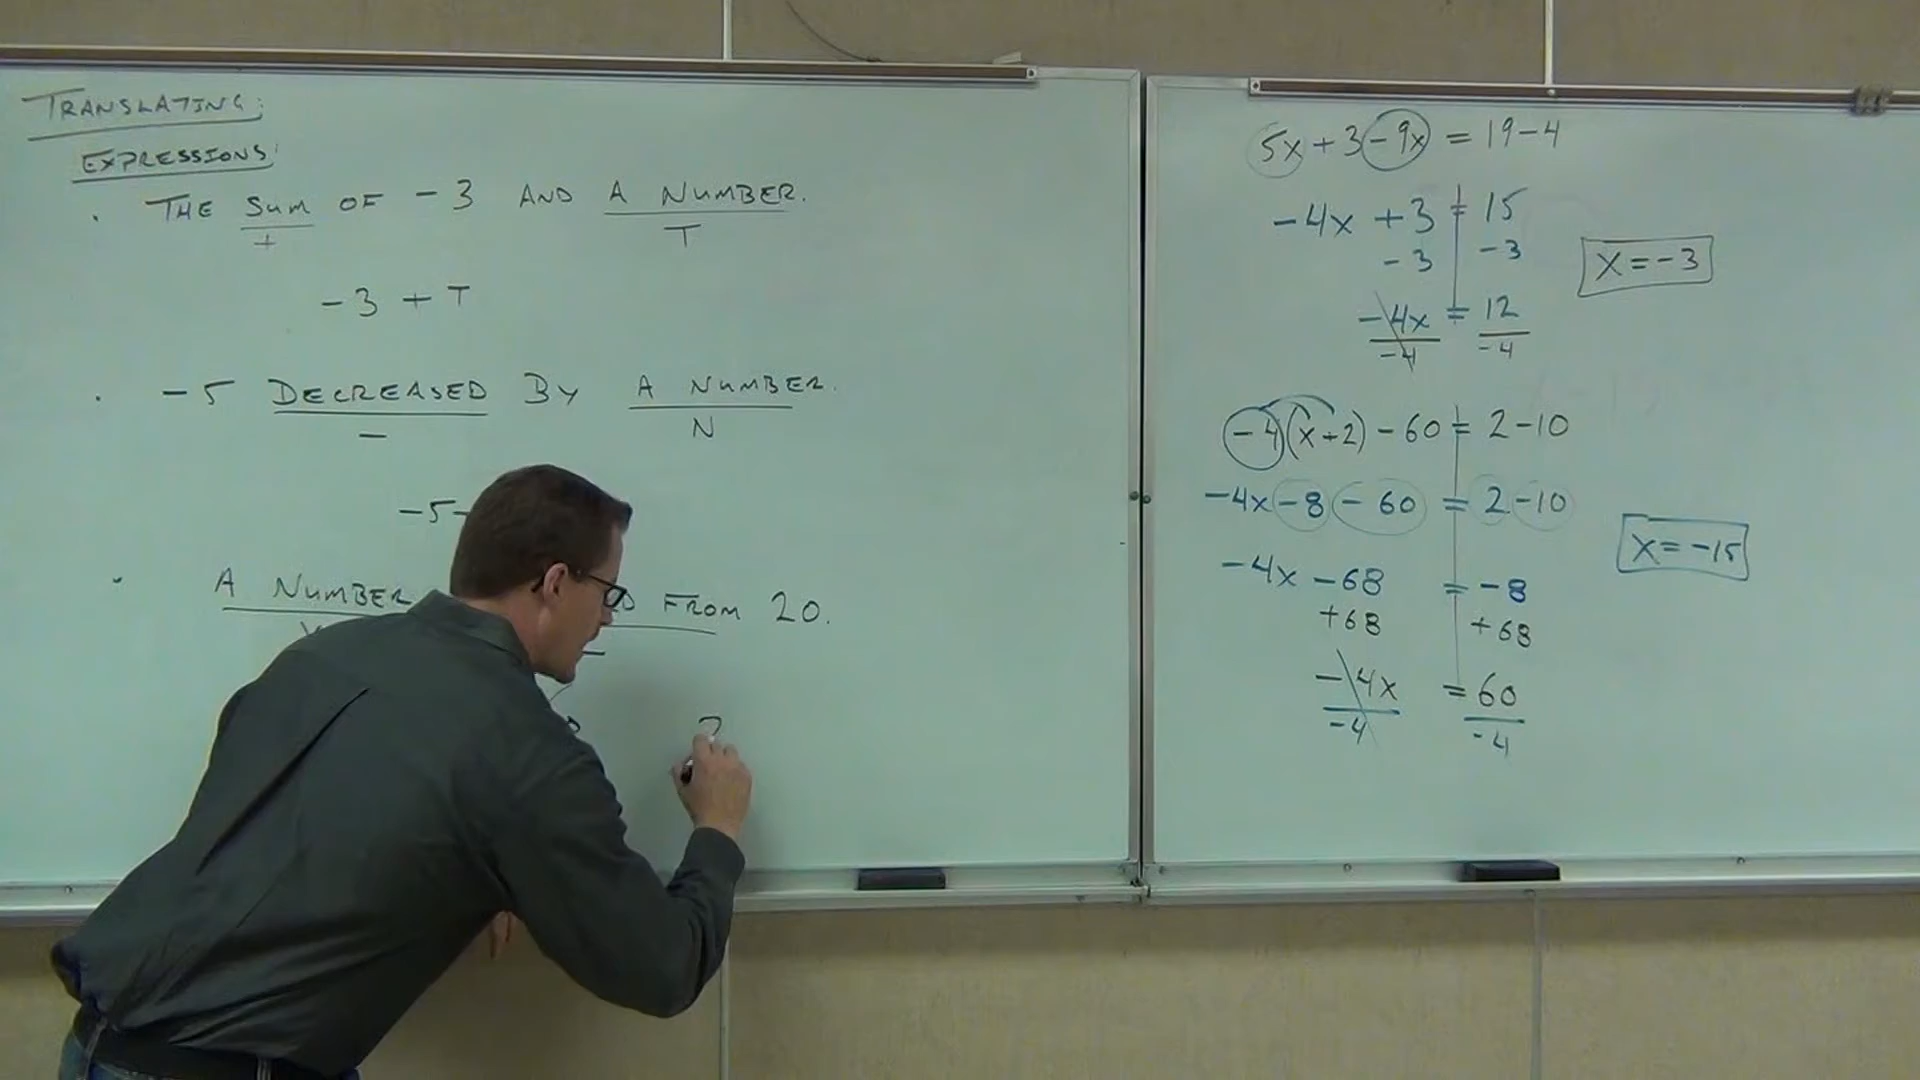 TRANSLATING:
EXPRESSIONS:
· THE SUM OF -3 AND A NUMBER.
+ T
-3 + T
· -5 DECREASED BY A NUMBER.
- N
-5-
· A NUMBER FROM 20.
-
5x + 3 - 9x = 19 - 4
-4x + 3 = 15
-3 -3
-4x = 12
-4 -4
x = -3
-4(x+2) - 60 = 2 - 10
-4x - 8 - 60 = 2 - 10
-4x - 68 = -8
+68 +68
-4x = 60
-4 -4
x = -15